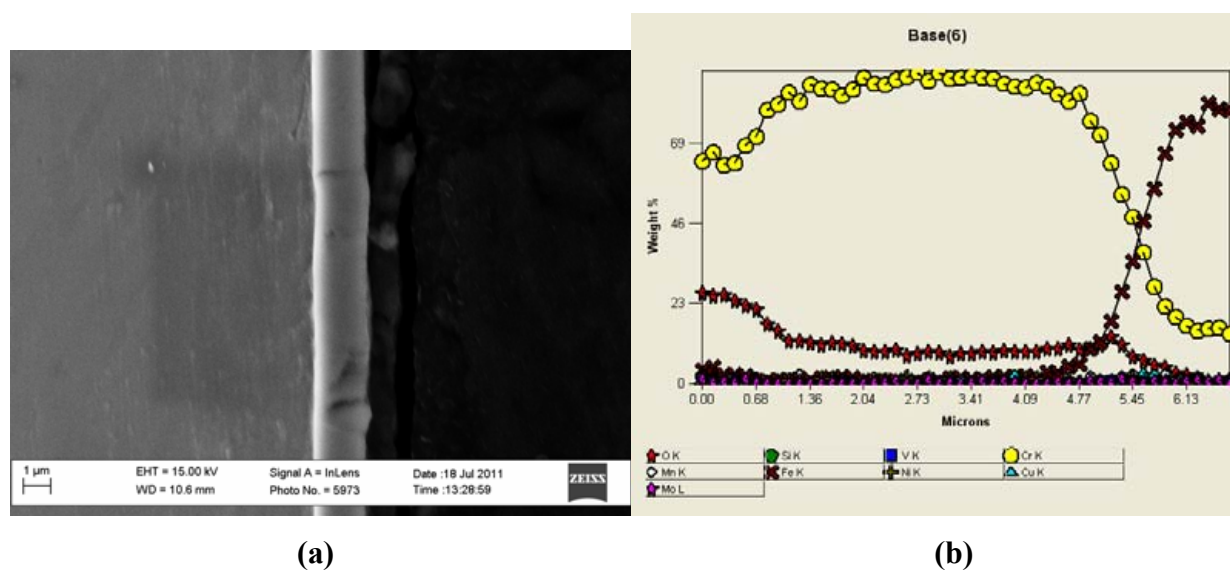 1 µm
EHT = 15.00 kV
WD = 10.6 mm
Signal A = InLens
Photo No. = 5973
Date :18 Jul 2011
Time :13:28:59
ZEISS
(a)
Base(6)
Weight %
69
46
23
0
0.00 0.68 1.36 2.04 2.73 3.41 4.09 4.77 5.45 6.13
Microns
O K Si K V K Cr K
Mn K Fe K Ni K Cu K
Mo L
(b)